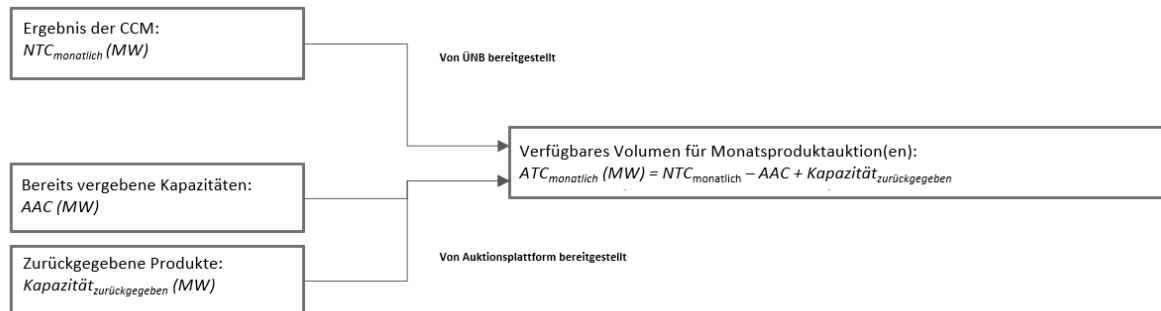 Ergebnis der CCM:
NTCmonatlich (MW)
Von ÜNB bereitgestellt
Verfügbares Volumen für Monatsproduktauktion(en):
ATCmonatlich (MW) = NTCmonatlich – AAC + Kapazitätzurückgegeben
Bereits vergebene Kapazitäten:
AAC (MW)
Von Auktionsplattform bereitgestellt
Zurückgegebene Produkte:
Kapazitätzurückgegeben (MW)